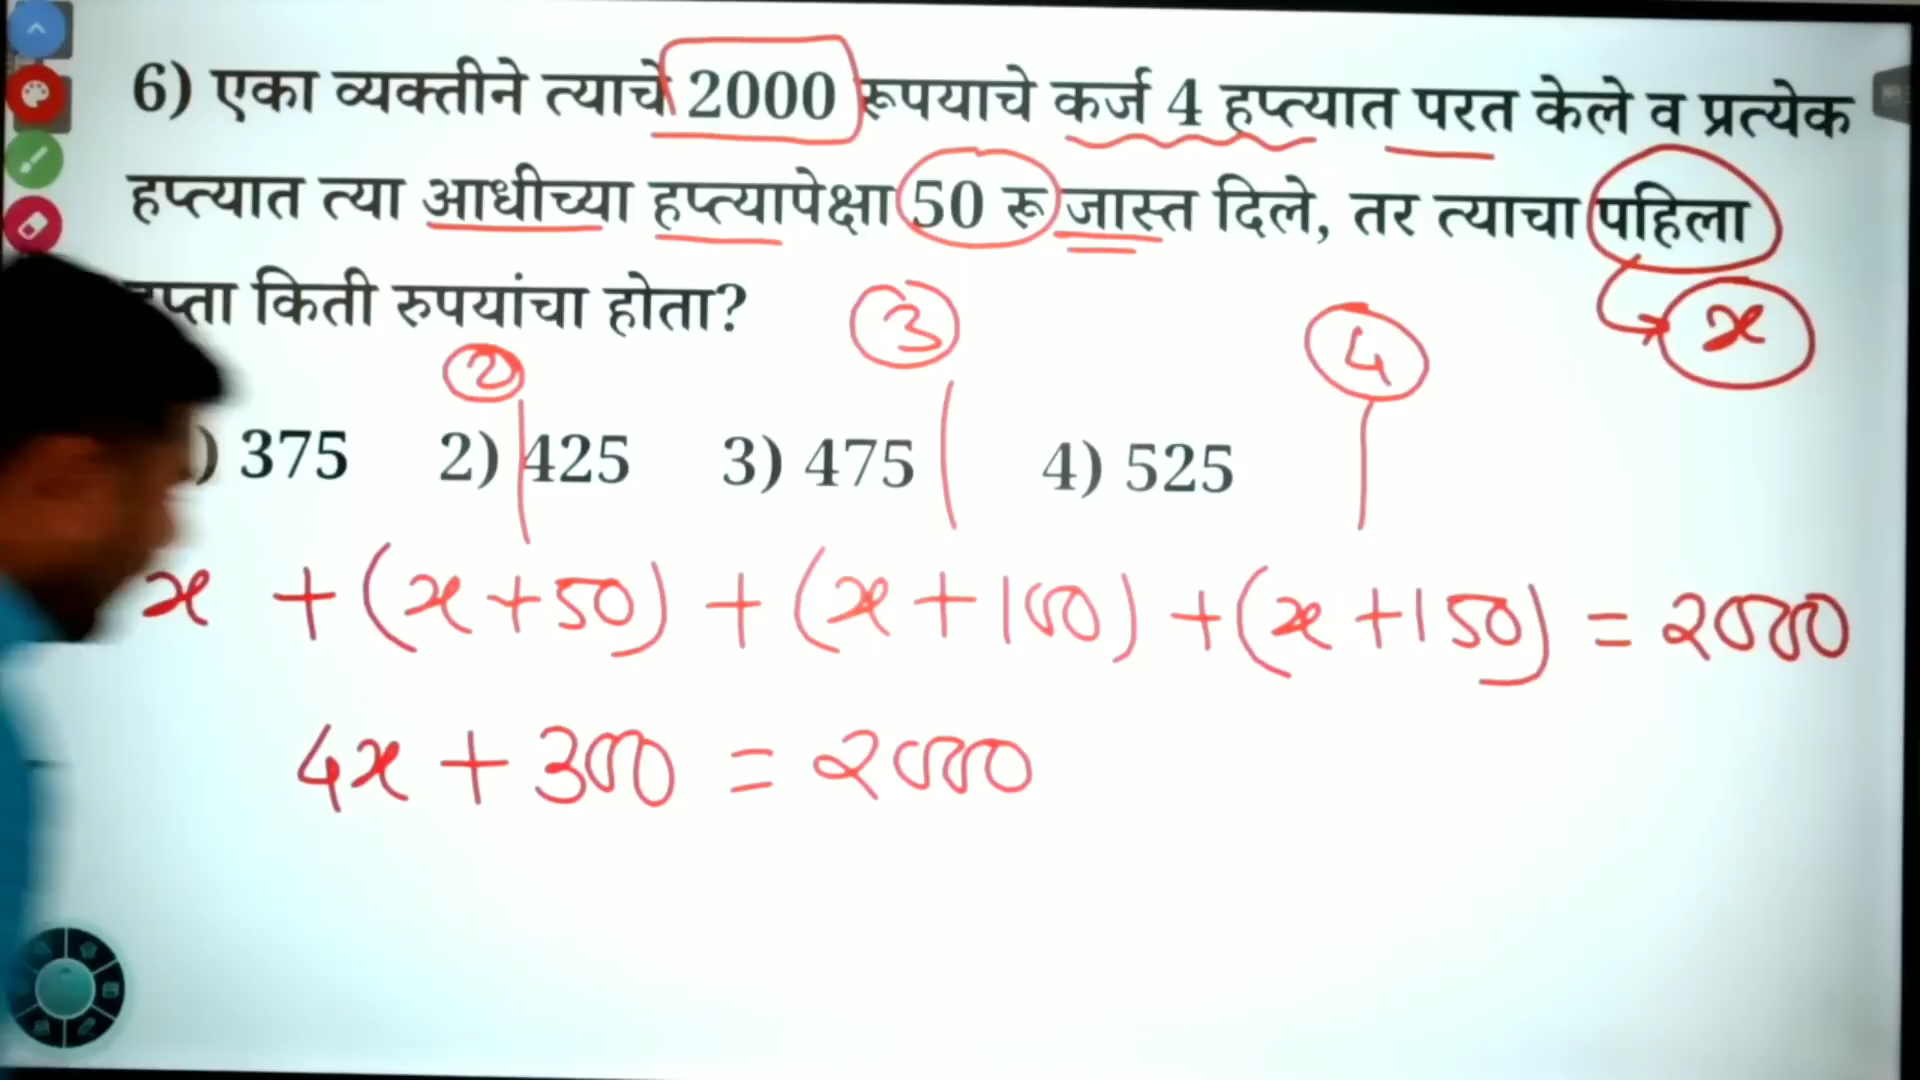 6) एका व्यक्तीने त्याचे 2000 रूपयाचे कर्ज 4 हप्त्यात परत केले व प्रत्येक
हप्त्यात त्या आधीच्या हप्त्यापेक्षा 50 रू जास्त दिले, तर त्याचा पहिला
हप्ता किती रुपयांचा होता?
x
2 3 4
) 375 2) 425 3) 475 4) 525
x + (x + 50) + (x + 100) + (x + 150) = 2000
4x + 300 = 2000